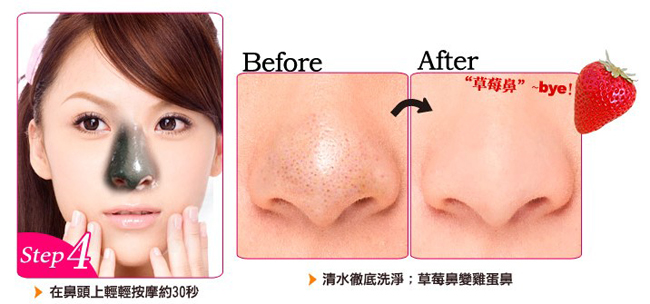 Before
After
“草莓鼻”~bye!
Step 4
在鼻頭上輕輕按摩約30秒
清水徹底洗淨；草莓鼻變雞蛋鼻